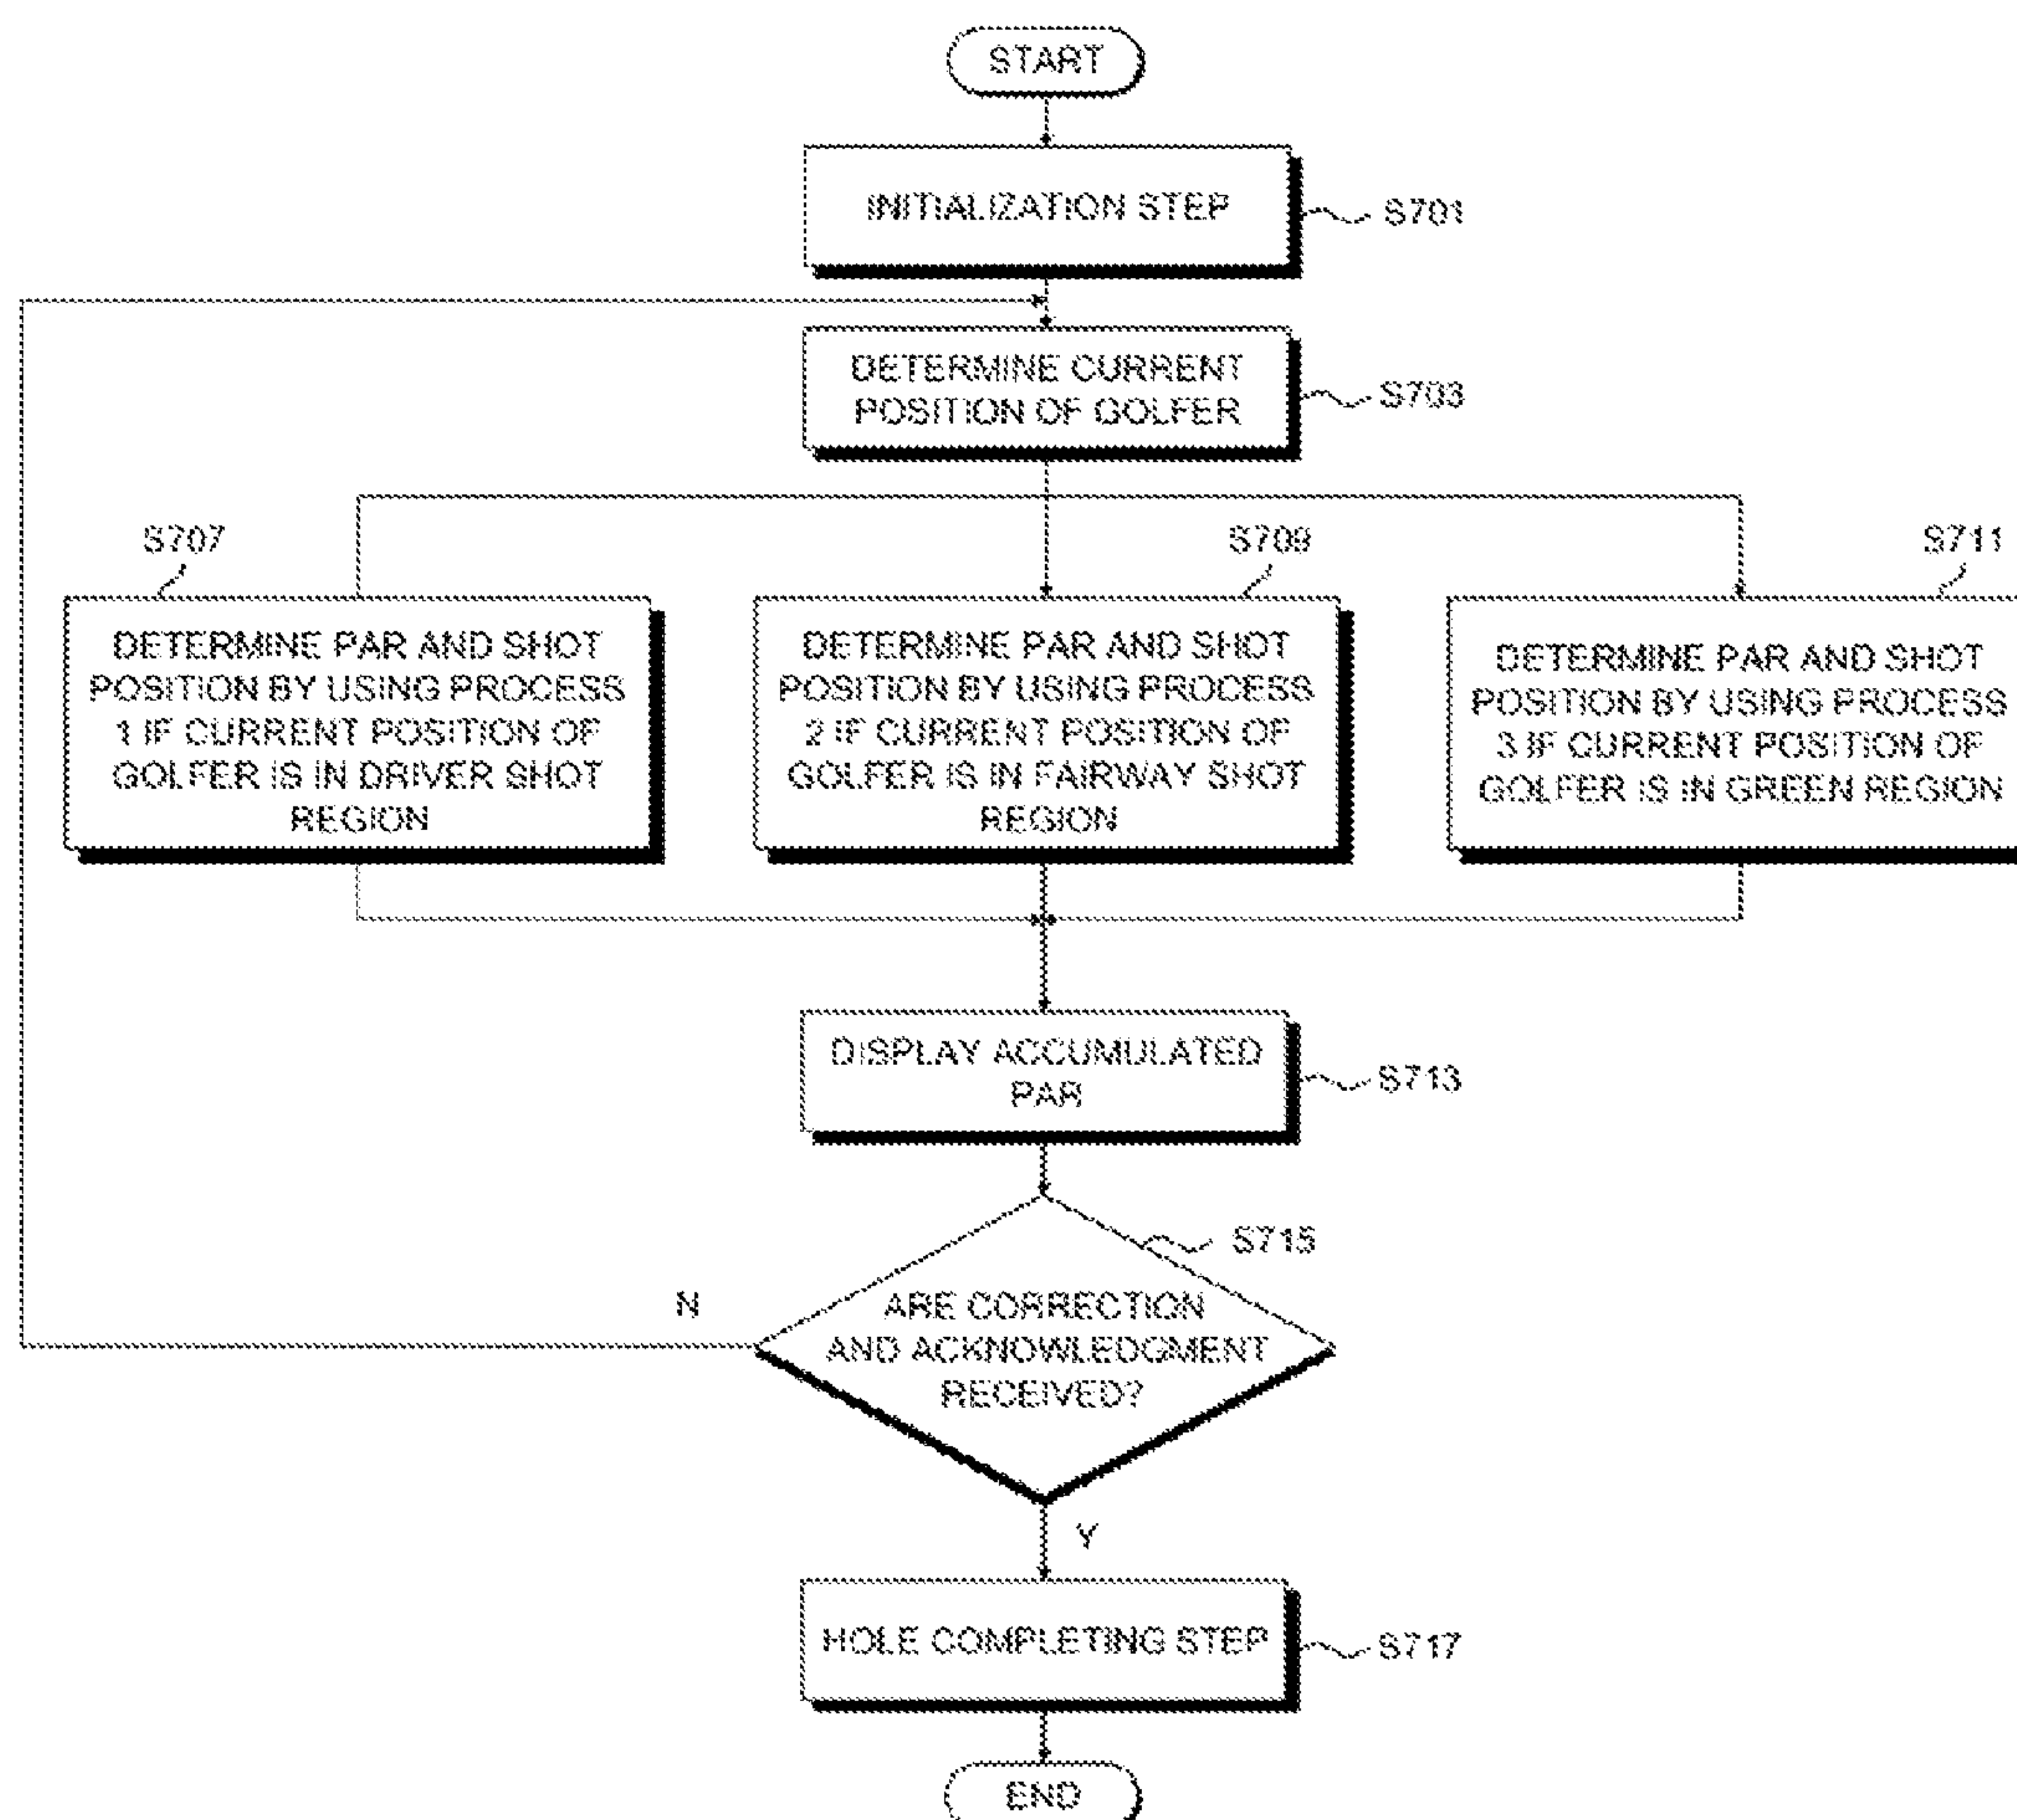 START
INITIALIZATION STEP
S701
DETERMINE CURRENT
POSITION OF GOLFER
S703
S707
S709
S711
DETERMINE PAR AND SHOT
POSITION BY USING PROCESS
1 IF CURRENT POSITION OF
GOLFER IS IN DRIVER SHOT
REGION
DETERMINE PAR AND SHOT
POSITION BY USING PROCESS
2 IF CURRENT POSITION OF
GOLFER IS IN FAIRWAY SHOT
REGION
DETERMINE PAR AND SHOT
POSITION BY USING PROCESS
3 IF CURRENT POSITION OF
GOLFER IS IN GREEN REGION
DISPLAY ACCUMULATED
PAR
S713
S715
N
ARE CORRECTION
AND ACKNOWLEDGMENT
RECEIVED?
Y
HOLE COMPLETING STEP
S717
END